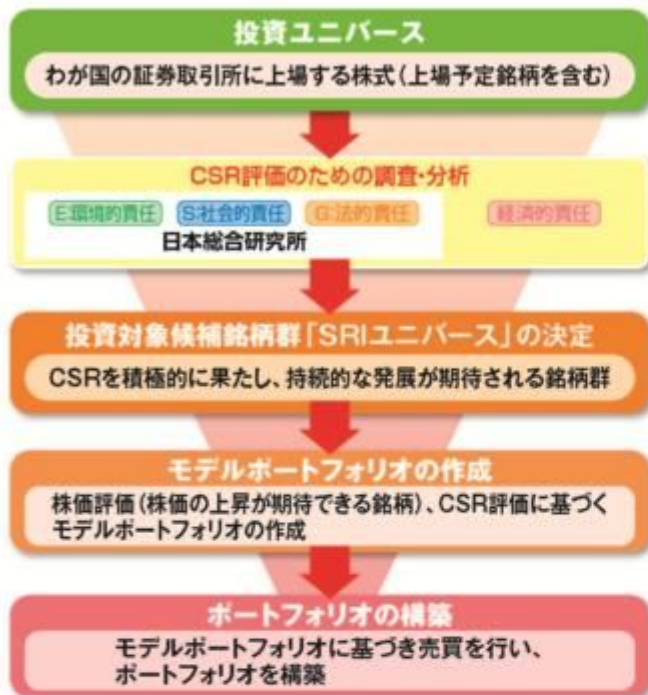 投資ユニバース
わが国の証券取引所に上場する株式(上場予定銘柄を含む)
CSR評価のための調査・分析
E:環境的責任 S:社会的責任 G:法的責任 経済的責任
日本総合研究所
投資対象候補銘柄群「SRIユニバース」の決定
CSRを積極的に果たし、持続的な発展が期待される銘柄群
モデルポートフォリオの作成
株価評価(株価の上昇が期待できる銘柄)、CSR評価に基づく
モデルポートフォリオの作成
ポートフォリオの構築
モデルポートフォリオに基づき売買を行い、
ポートフォリオを構築